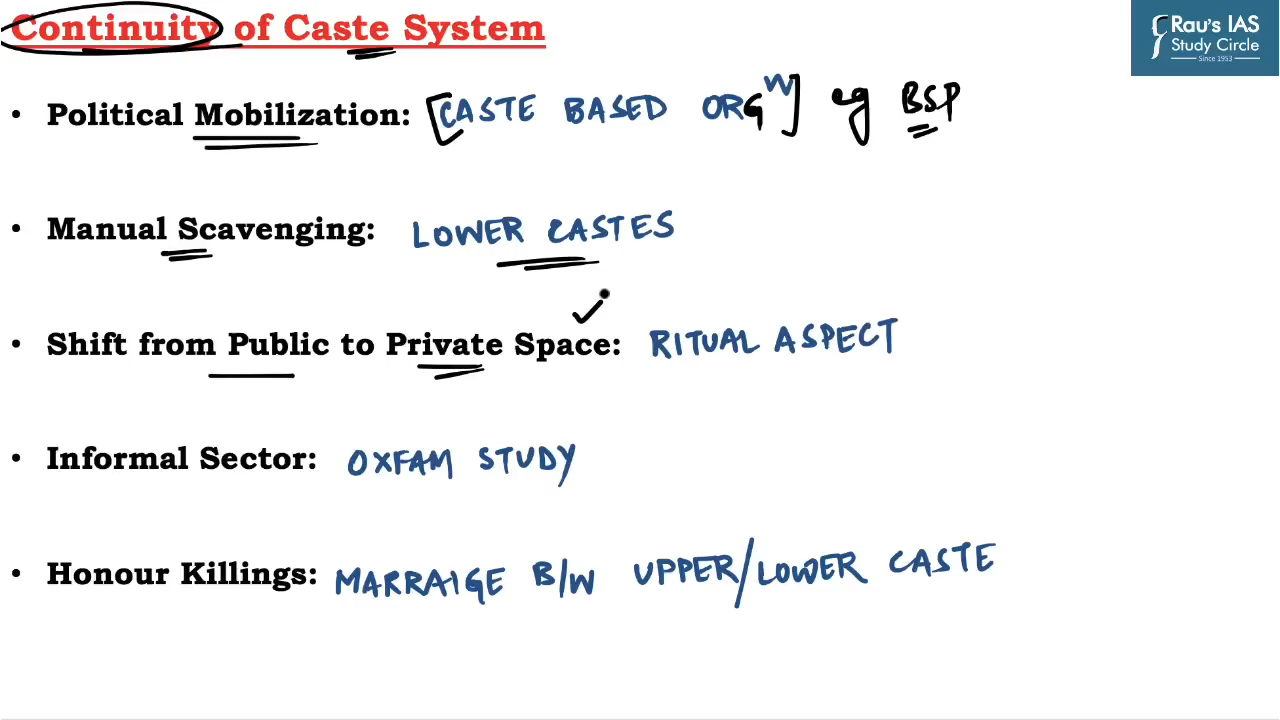 Continuity of Caste System
Rau's IAS
Study Circle
Since 1953
• Political Mobilization: [CASTE BASED ORGN] eg BSP
• Manual Scavenging: LOWER CASTES
• Shift from Public to Private Space: RITUAL ASPECT
• Informal Sector: OXFAM STUDY
• Honour Killings: MARRAIGE B/W UPPER/LOWER CASTE